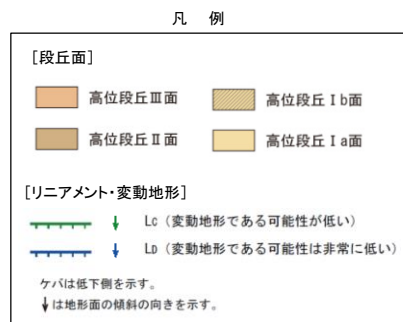 凡 例
[段丘面]
高位段丘Ⅲ面 高位段丘Ⅰb面
高位段丘Ⅱ面 高位段丘Ⅰa面
[リニアメント・変動地形]
LC (変動地形である可能性が低い)
LD (変動地形である可能性は非常に低い)
ケバは低下側を示す。
↓は地形面の傾斜の向きを示す。